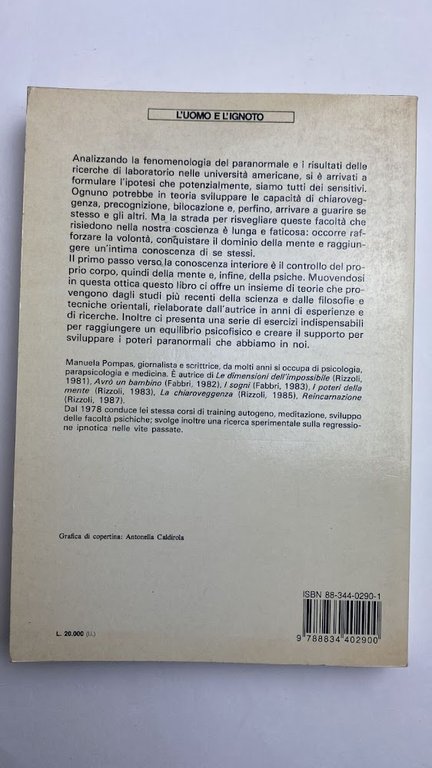 L'UOMO E L'IGNOTO
Analizzando la fenomenologia del paranormale e i risultati delle
ricerche di laboratorio nelle università americane, si è arrivati a
formulare l'ipotesi che potenzialmente, siamo tutti dei sensitivi.
Ognuno potrebbe in teoria sviluppare le capacità di chiaroveg-
genza, precognizione, bilocazione e, perfino, arrivare a guarire se
stesso e gli altri. Ma la strada per risvegliare queste facoltà che
risiedono nella nostra coscienza è lunga e faticosa: occorre raf-
forzare la volontà, conquistare il dominio della mente e raggiun-
gere un'intima conoscenza di se stessi.
Il primo passo verso la conoscenza interiore è il controllo del pro-
prio corpo, quindi della mente e, infine, della psiche. Muovendosi
in questa ottica questo libro ci offre un insieme di teorie che pro-
vengono dagli studi più recenti della scienza e dalle filosofie e
tecniche orientali, rielaborate dall'autrice in anni di esperienze e
di ricerche. Inoltre ci presenta una serie di esercizi indispensabili
per raggiungere un equilibrio psicofisico e creare il supporto per
sviluppare i poteri paranormali che abbiamo in noi.
Manuela Pompas, giornalista e scrittrice, da molti anni si occupa di psicologia,
parapsicologia e medicina. È autrice di Le dimensioni dell'impossibile (Rizzoli,
1981), Avrò un bambino (Fabbri, 1982), I sogni (Fabbri, 1983), I poteri della
mente (Rizzoli, 1983), La chiaroveggenza (Rizzoli, 1985), Reincarnazione
(Rizzoli, 1987).
Dal 1978 conduce lei stessa corsi di training autogeno, meditazione, sviluppo
delle facoltà psichiche; svolge inoltre una ricerca sperimentale sulla regressio-
ne ipnotica nelle vite passate.
Grafica di copertina: Antonella Caldirola
ISBN 88-344-0290-1
9 788834 402900
L. 20.000 (i.i.)